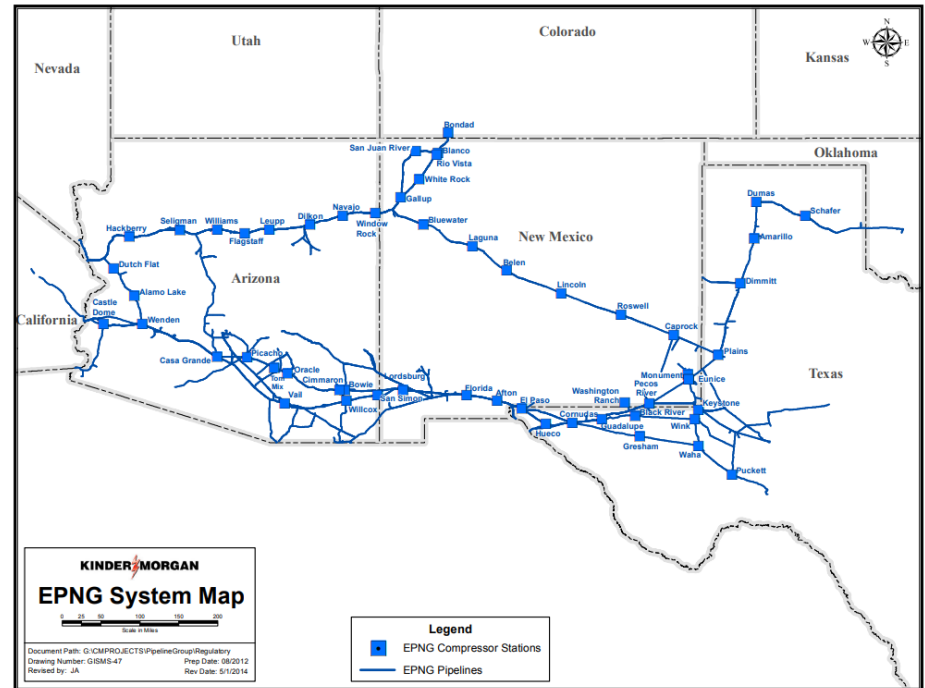 Utah
Colorado
Nevada
Kansas
N
W
E
S
Bondad
San Juan River
Blanco
Rio Vista
White Rock
Oklahoma
Gallup
Dumas
Schafer
Hackberry
Seligman
Williams
Flagstaff
Leupp
Dilkon
Navajo
Window
Rock
Bluewater
Laguna
New Mexico
Amarillo
Belen
Dutch Flat
Arizona
Dimmitt
Alamo Lake
Lincoln
Castle
Dome
Roswell
California
Wenden
Caprock
Casa Grande
Picacho
Plains
Tom
Mix
Oracle
Cimmaron
Bowie
Lordsburg
Monument
Eunice
Texas
Vail
Willcox
San Simon
Florida
Afton
El Paso
Washington
Ranch
Pecos
River
Keystone
Cornudas
Black River
Guadalupe
Wink
Hueco
Gresham
Waha
Puckett
KINDER MORGAN
EPNG System Map
0 25 50 100 150 200
Scale in Miles
Document Path: G:\CMPROJECTS\PipelineGroup\Regulatory
Drawing Number: GISMS-47 Prep Date: 08/2012
Revised by: JA Rev Date: 5/1/2014
Legend
EPNG Compressor Stations
EPNG Pipelines